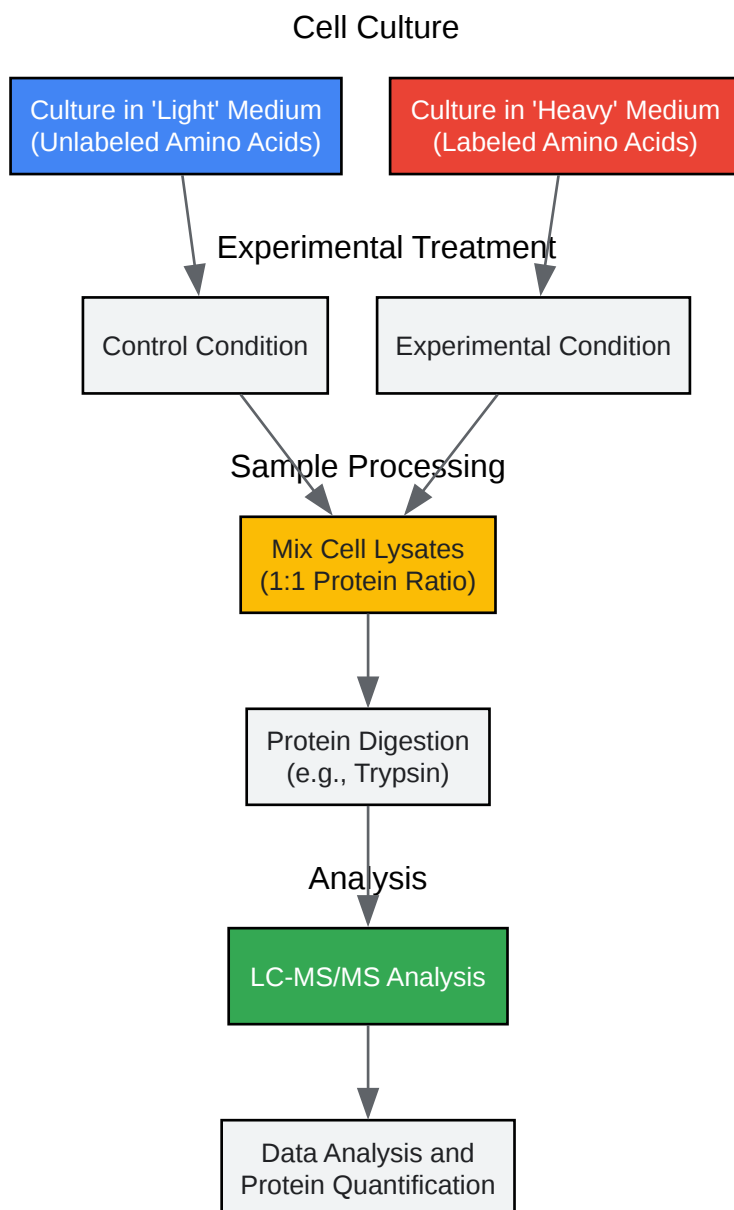 Cell Culture
Culture in 'Light' Medium
(Unlabeled Amino Acids)
Culture in 'Heavy' Medium
(Labeled Amino Acids)
Experimental Treatment
Control Condition
Experimental Condition
Sample Processing
Mix Cell Lysates
(1:1 Protein Ratio)
Protein Digestion
(e.g., Trypsin)
Analysis
LC-MS/MS Analysis
Data Analysis and
Protein Quantification